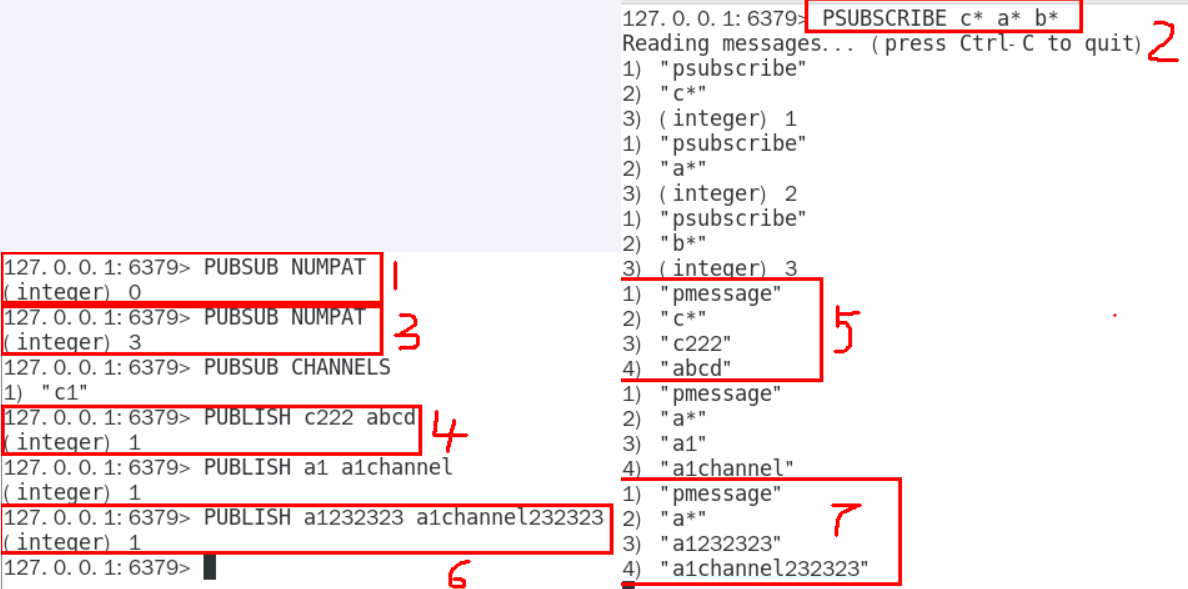 127.0.0.1:6379> PUBSUB NUMPAT
(integer) 0
1
127.0.0.1:6379> PUBSUB NUMPAT
(integer) 3
3
127.0.0.1:6379> PUBSUB CHANNELS
1) "c1"
127.0.0.1:6379> PUBLISH c222 abcd
(integer) 1
4
127.0.0.1:6379> PUBLISH a1 a1channel
(integer) 1
127.0.0.1:6379> PUBLISH a1232323 a1channel232323
(integer) 1
127.0.0.1:6379>
6
127.0.0.1:6379> PSUBSCRIBE c* a* b*
Reading messages... (press Ctrl-C to quit)
2
1) "psubscribe"
2) "c*"
3) (integer) 1
1) "psubscribe"
2) "a*"
3) (integer) 2
1) "psubscribe"
2) "b*"
3) (integer) 3
1) "pmessage"
2) "c*"
3) "c222"
4) "abcd"
5
1) "pmessage"
2) "a*"
3) "a1"
4) "a1channel"
1) "pmessage"
2) "a*"
3) "a1232323"
4) "a1channel232323"
7